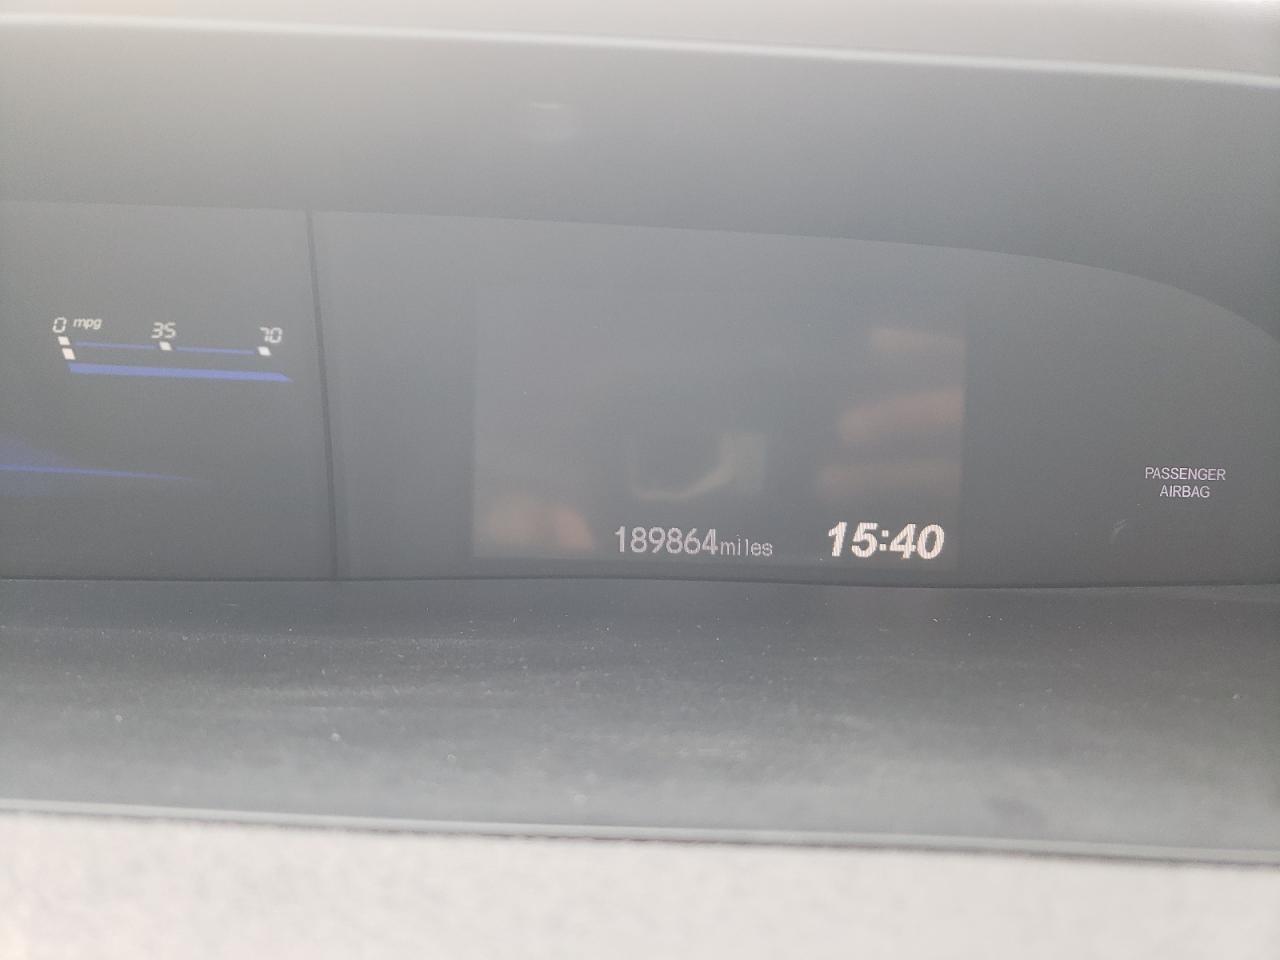 0 mpg 35 70
PASSENGER
AIRBAG
189864miles 15:40